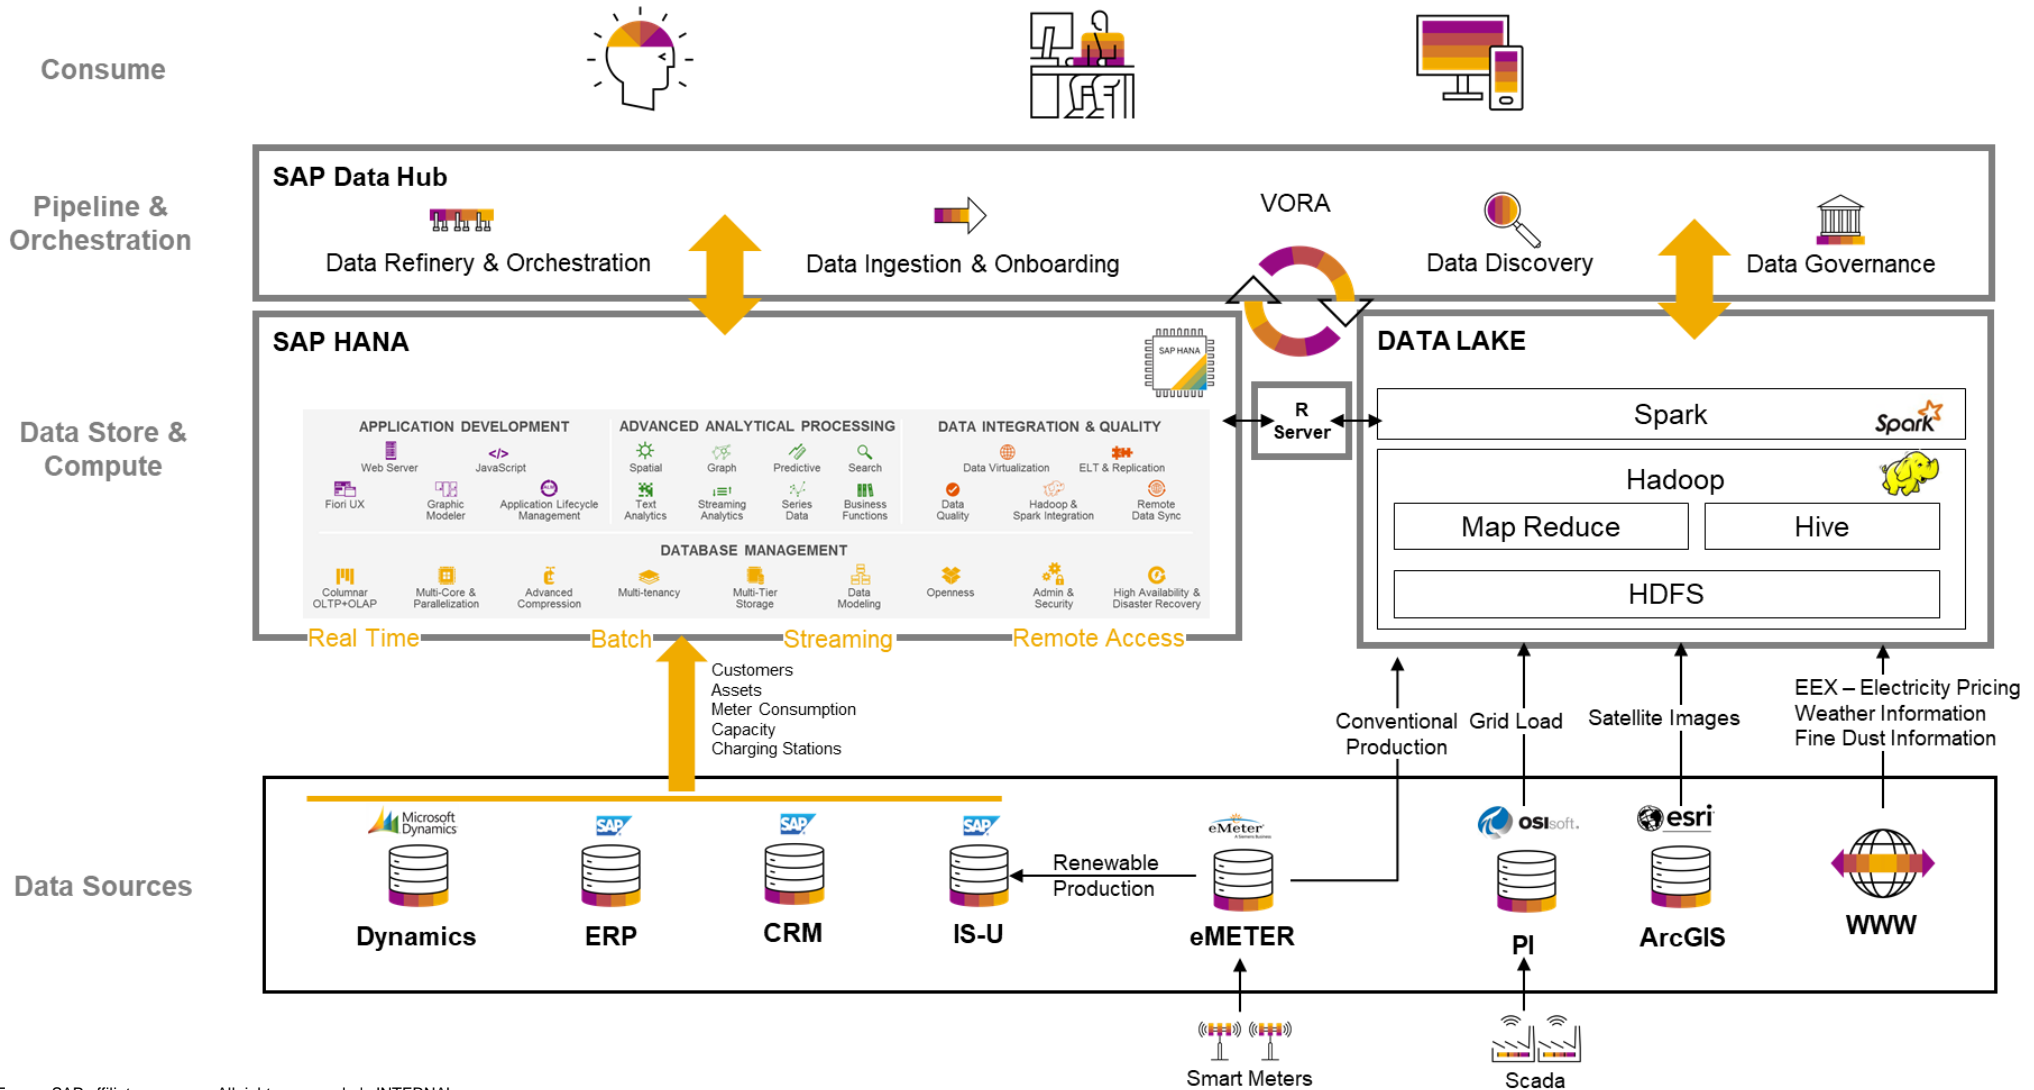 Consume
Pipeline &
Orchestration
SAP Data Hub
Data Refinery & Orchestration
Data Ingestion & Onboarding
VORA
Data Discovery
Data Governance
Data Store &
Compute
SAP HANA
SAP HANA
APPLICATION DEVELOPMENT
Web Server
</>
JavaScript
Fiori UX
Graphic
Modeler
Application Lifecycle
Management
ADVANCED ANALYTICAL PROCESSING
Spatial
Graph
Predictive
Search
Text
Analytics
Streaming
Analytics
Series
Data
Business
Functions
DATA INTEGRATION & QUALITY
Data Virtualization
ELT & Replication
Data
Quality
Hadoop &
Spark Integration
Remote
Data Sync
DATABASE MANAGEMENT
Columnar
OLTP+OLAP
Multi-Core &
Parallelization
Advanced
Compression
Multi-tenancy
Multi-Tier
Storage
Data
Modeling
Openness
Admin &
Security
High Availability &
Disaster Recovery
Real Time
Batch
Streaming
Remote Access
R
Server
DATA LAKE
Spark
Spark
Hadoop
Map Reduce
Hive
HDFS
Customers
Assets
Meter Consumption
Capacity
Charging Stations
Conventional
Production
Grid Load
Satellite Images
EEX – Electricity Pricing
Weather Information
Fine Dust Information
Data Sources
Microsoft
Dynamics
Dynamics
SAP
ERP
SAP
CRM
SAP
IS-U
Renewable
Production
eMeter
eMETER
OSIsoft.
PI
esri
ArcGIS
WWW
Smart Meters
Scada